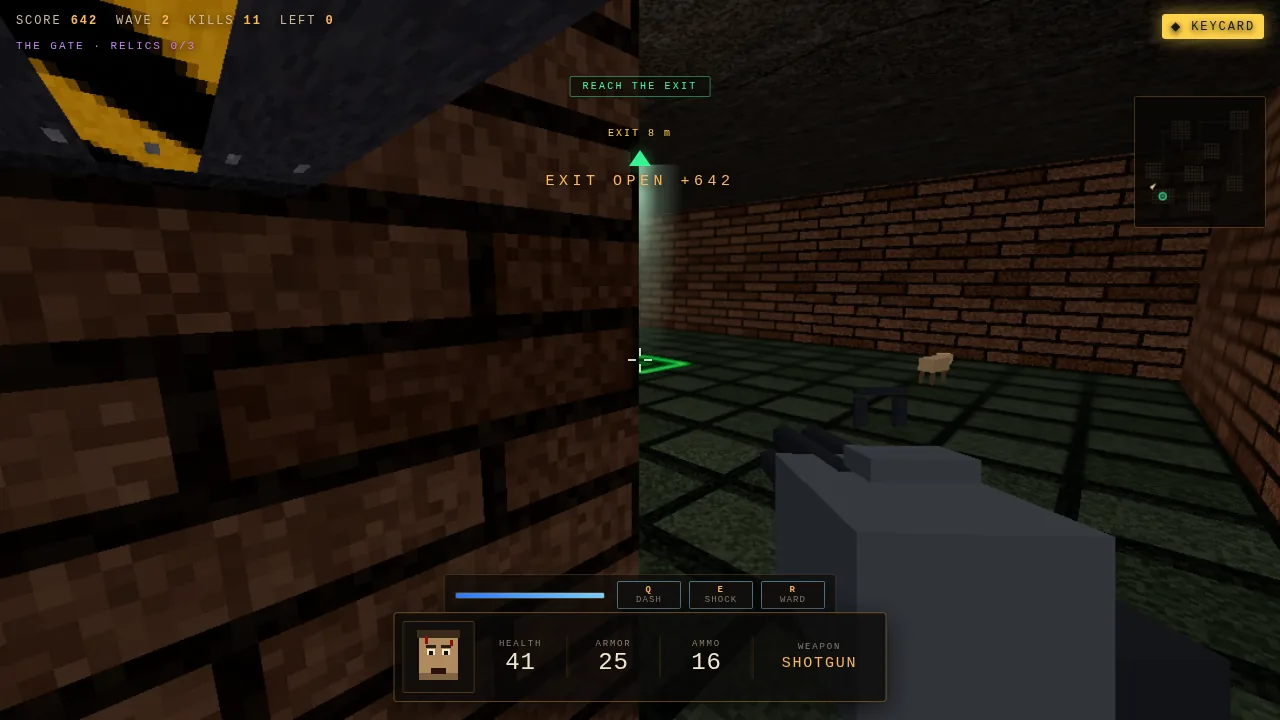 SCORE 642 WAVE 2 KILLS 11 LEFT 0
THE GATE · RELICS 0/3
◆ KEYCARD
REACH THE EXIT
EXIT 8 m
EXIT OPEN +642
Q
DASH
E
SHOCK
R
WARD
HEALTH
41
ARMOR
25
AMMO
16
WEAPON
SHOTGUN